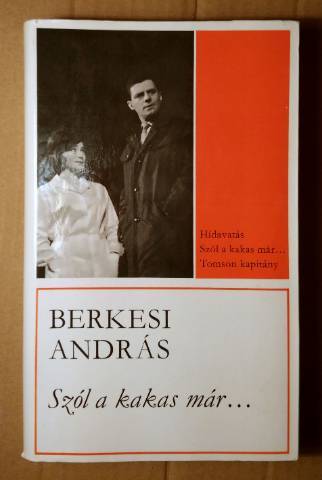 Hídavatás
Szól a kakas már...
Tomson kapitány
BERKESI
ANDRÁS
Szól a kakas már...